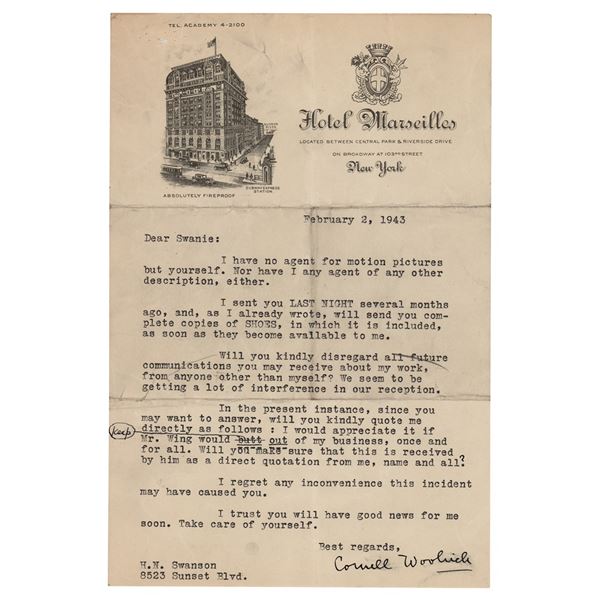 TEL. ACADEMY 4-2100
Hotel Marseilles
LOCATED BETWEEN CENTRAL PARK & RIVERSIDE DRIVE
ON BROADWAY AT 103RD STREET
New York
SUBWAY EXPRESS
STATION
ABSOLUTELY FIREPROOF
February 2, 1943
Dear Swanie:
I have no agent for motion pictures
but yourself. Nor have I any agent of any other
description, either.
I sent you LAST NIGHT several months
ago, and, as I already wrote, will send you com-
plete copies of SHOES, in which it is included,
as soon as they become available to me.
Will you kindly disregard all future
communications you may receive about my work,
from anyone other than myself? We seem to be
getting a lot of interference in our reception.
In the present instance, since you
may want to answer, will you kindly quote me
directly as follows : I would appreciate it if
keep
Mr. Wing would butt out of my business, once and
for all. Will you make sure that this is received
by him as a direct quotation from me, name and all?
I regret any inconvenience this incident
may have caused you.
I trust you will have good news for me
soon. Take care of yourself.
Best regards,
Cornell Woolrich
H.N. Swanson
8523 Sunset Blvd.